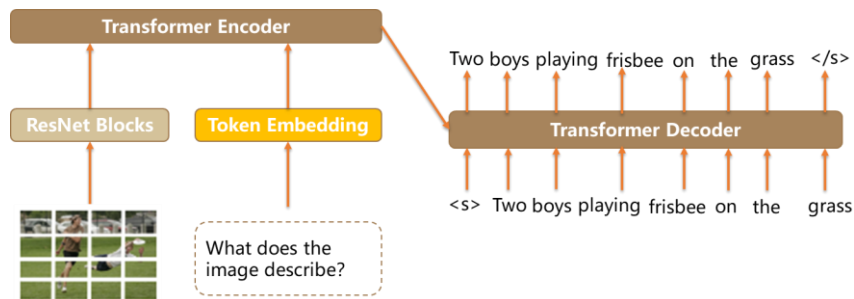 Transformer Encoder
ResNet Blocks
Token Embedding
What does the
image describe?
Two boys playing frisbee on the grass </s>
Transformer Decoder
<s> Two boys playing frisbee on the grass